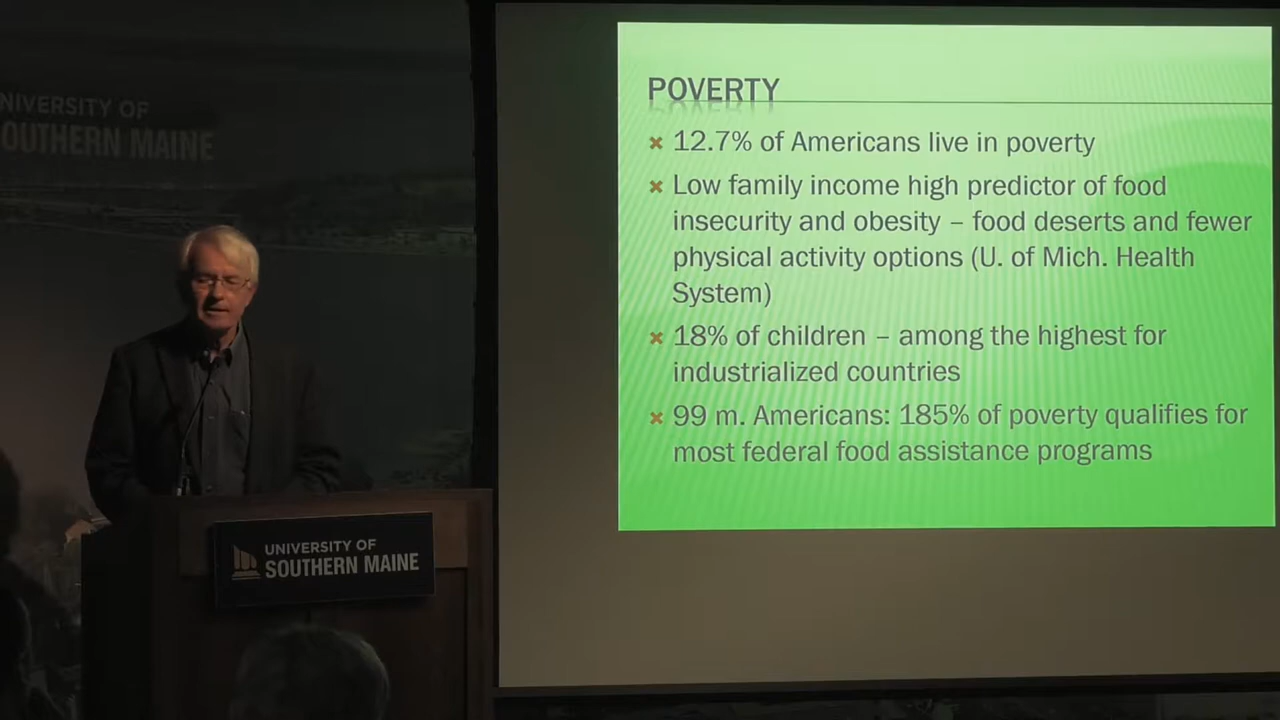 NIVERSITY OF
OUTHERN MAINE
POVERTY
12.7% of Americans live in poverty
Low family income high predictor of food
insecurity and obesity – food deserts and fewer
physical activity options (U. of Mich. Health
System)
18% of children – among the highest for
industrialized countries
99 m. Americans: 185% of poverty qualifies for
most federal food assistance programs
UNIVERSITY OF
SOUTHERN MAINE